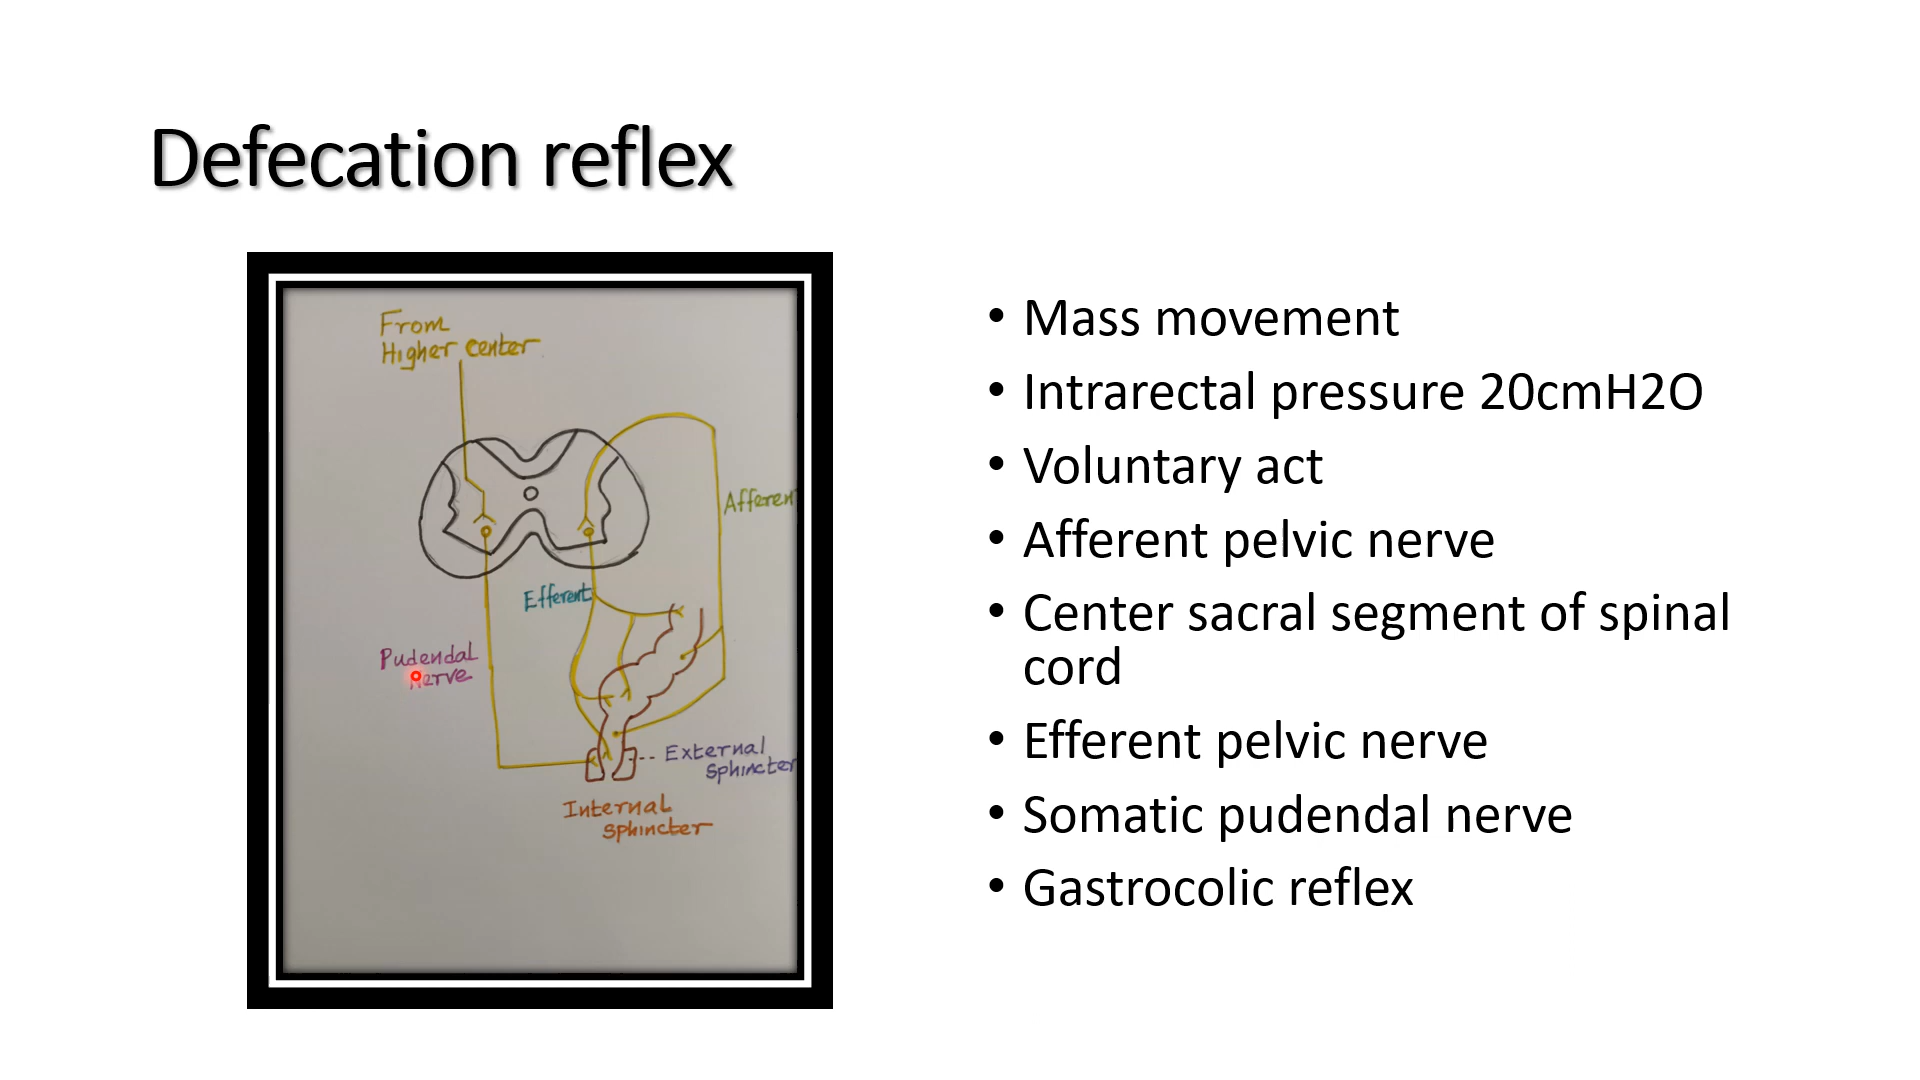 Defecation reflex
From
Higher center
Afferen
Efferent
Pudendal
Nerve
External
sphincter
Internal
sphincter
• Mass movement
• Intrarectal pressure 20cmH2O
• Voluntary act
• Afferent pelvic nerve
• Center sacral segment of spinal
cord
• Efferent pelvic nerve
• Somatic pudendal nerve
• Gastrocolic reflex